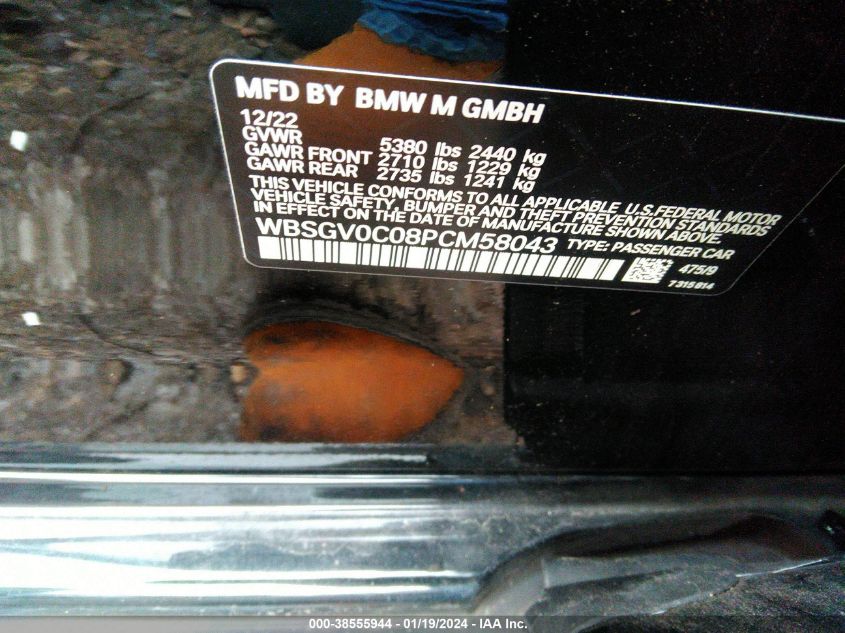 MFD BY BMW M GMBH
12/22
GVWR 5380 lbs 2440 kg
GAWR FRONT 2710 lbs 1229 kg
GAWR REAR 2735 lbs 1241 kg
THIS VEHICLE CONFORMS TO ALL APPLICABLE U.S.FEDERAL MOTOR
VEHICLE SAFETY, BUMPER AND THEFT PREVENTION STANDARDS
IN EFFECT ON THE DATE OF MANUFACTURE SHOWN ABOVE.
WBSGV0C08PCM58043 TYPE: PASSENGER CAR
475/9
7 315 814
000-38555944 - 01/19/2024 - IAA Inc.